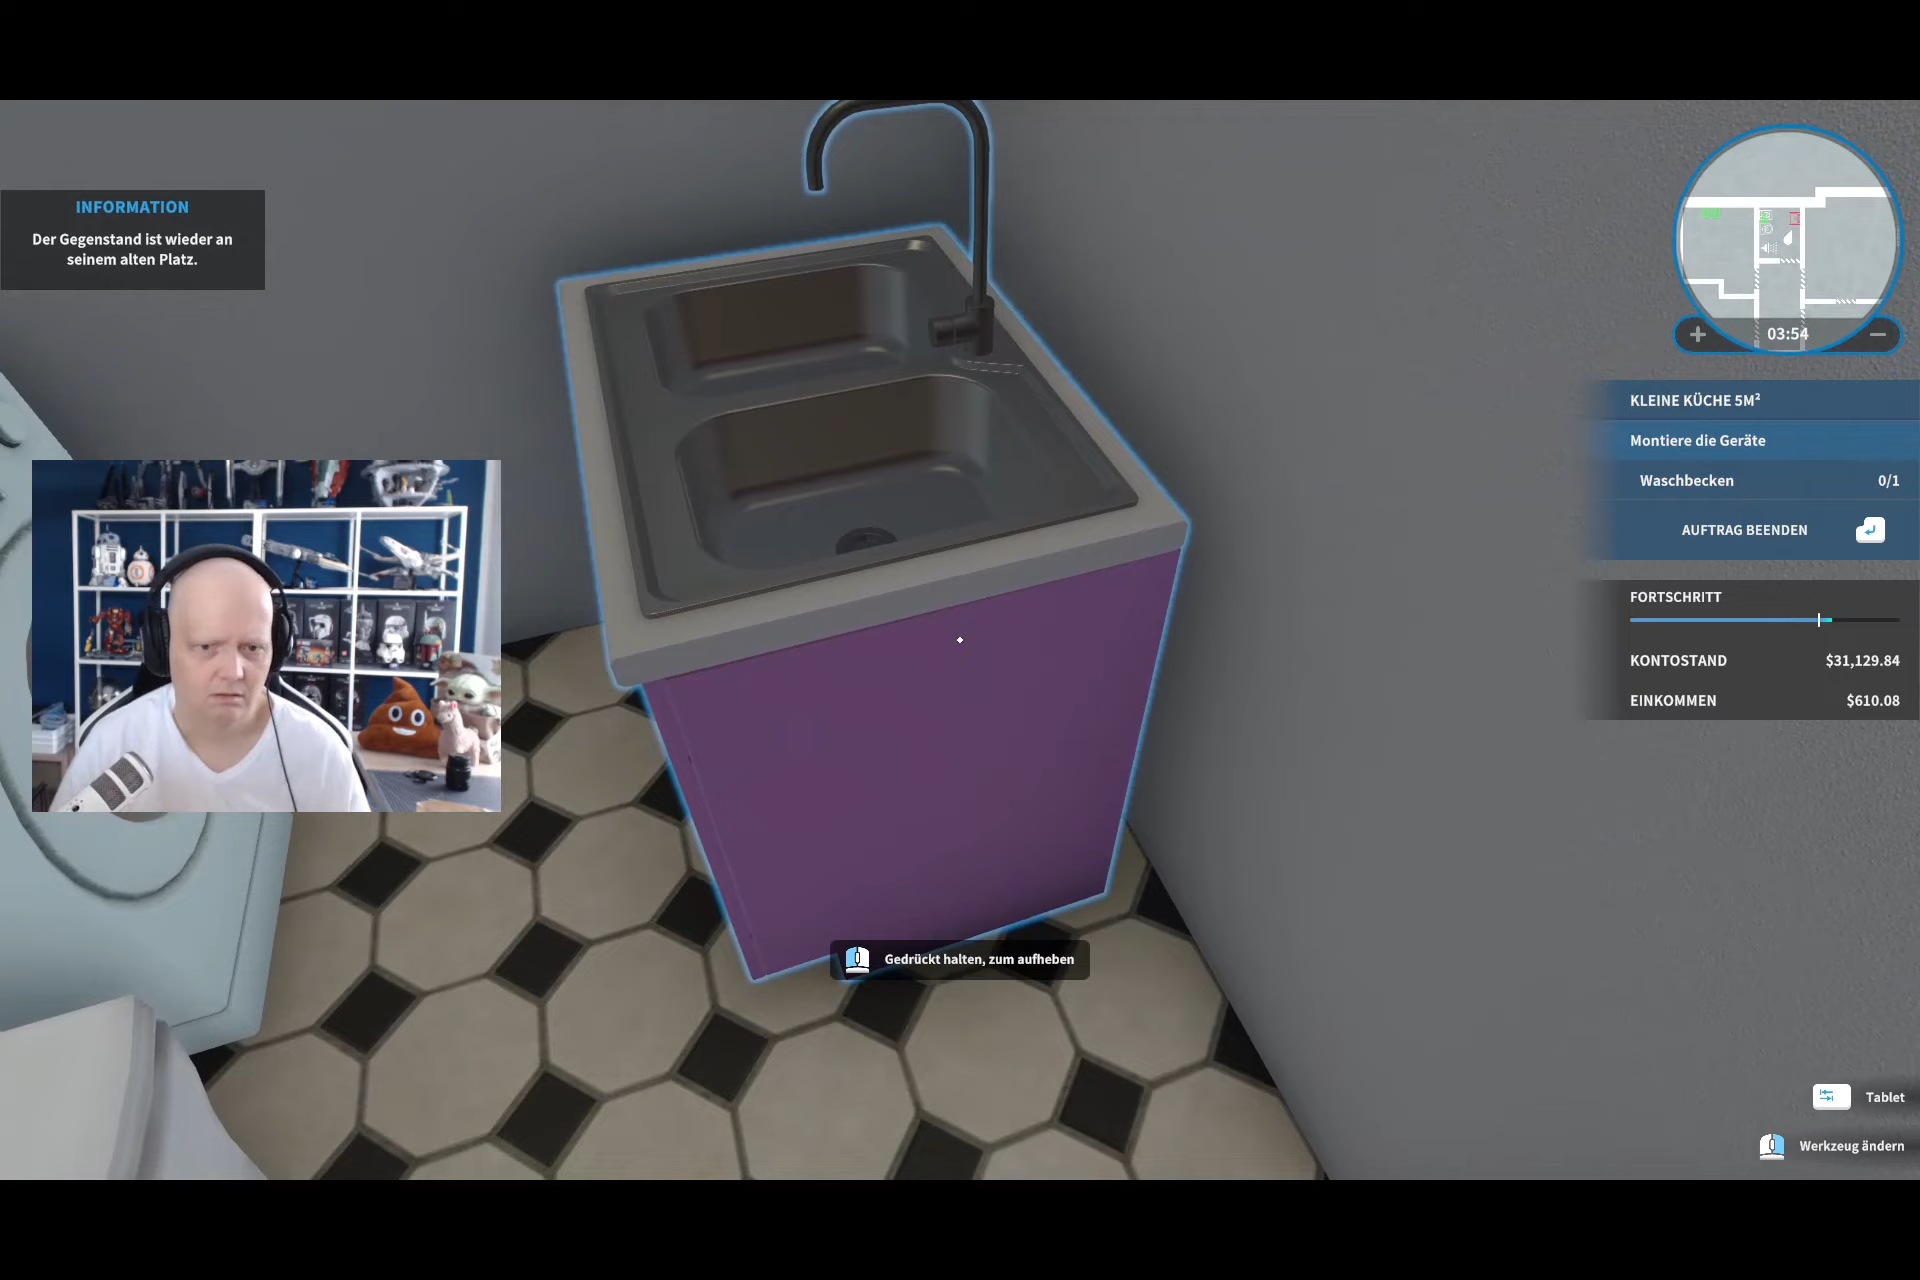 INFORMATION
Der Gegenstand ist wieder an
seinem alten Platz.
03:54
KLEINE KÜCHE 5M²
Montiere die Geräte
Waschbecken 0/1
AUFTRAG BEENDEN
FORTSCHRITT
KONTOSTAND $31,129.84
EINKOMMEN $610.08
Gedrückt halten, zum aufheben
Tablet
Werkzeug ändern